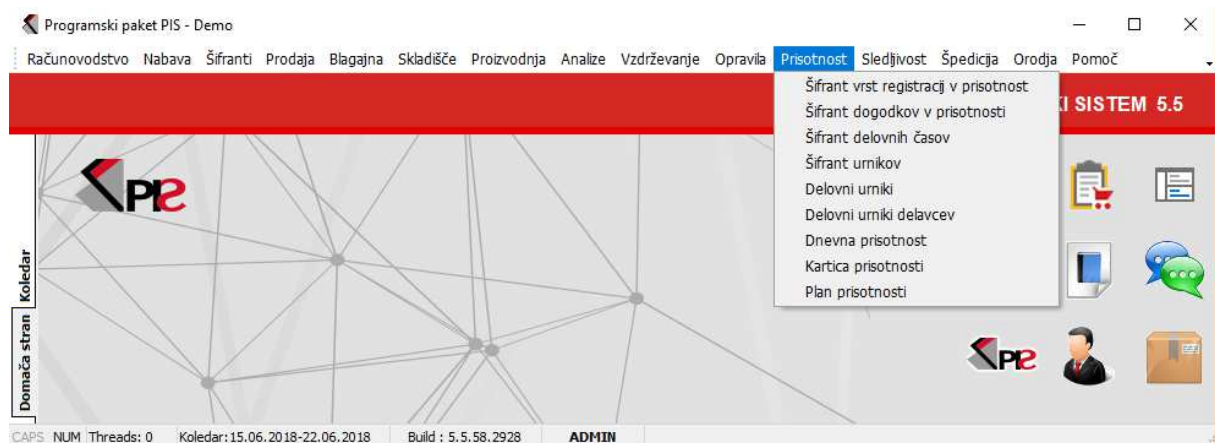 Programski paket PIS - Demo
Računovodstvo Nabava Šifranti Prodaja Blagajna Skladišče Proizvodnja Analize Vzdrževanje Opravila Prisotnost Sledljivost Špedicija Orodja Pomoč
Šifrant vrst registracij v prisotnost
Šifrant dogodkov v prisotnosti
Šifrant delovnih časov
Šifrant urnikov
Delovni urniki
Delovni urniki delavcev
Dnevna prisotnost
Kartica prisotnosti
Plan prisotnosti
SISTEM 5.5
PIS
Koledar
Domača stran
PIS
CAPS NUM Threads: 0 Koledar: 15.06.2018-22.06.2018 Build : 5.5.58.2928 ADMIN